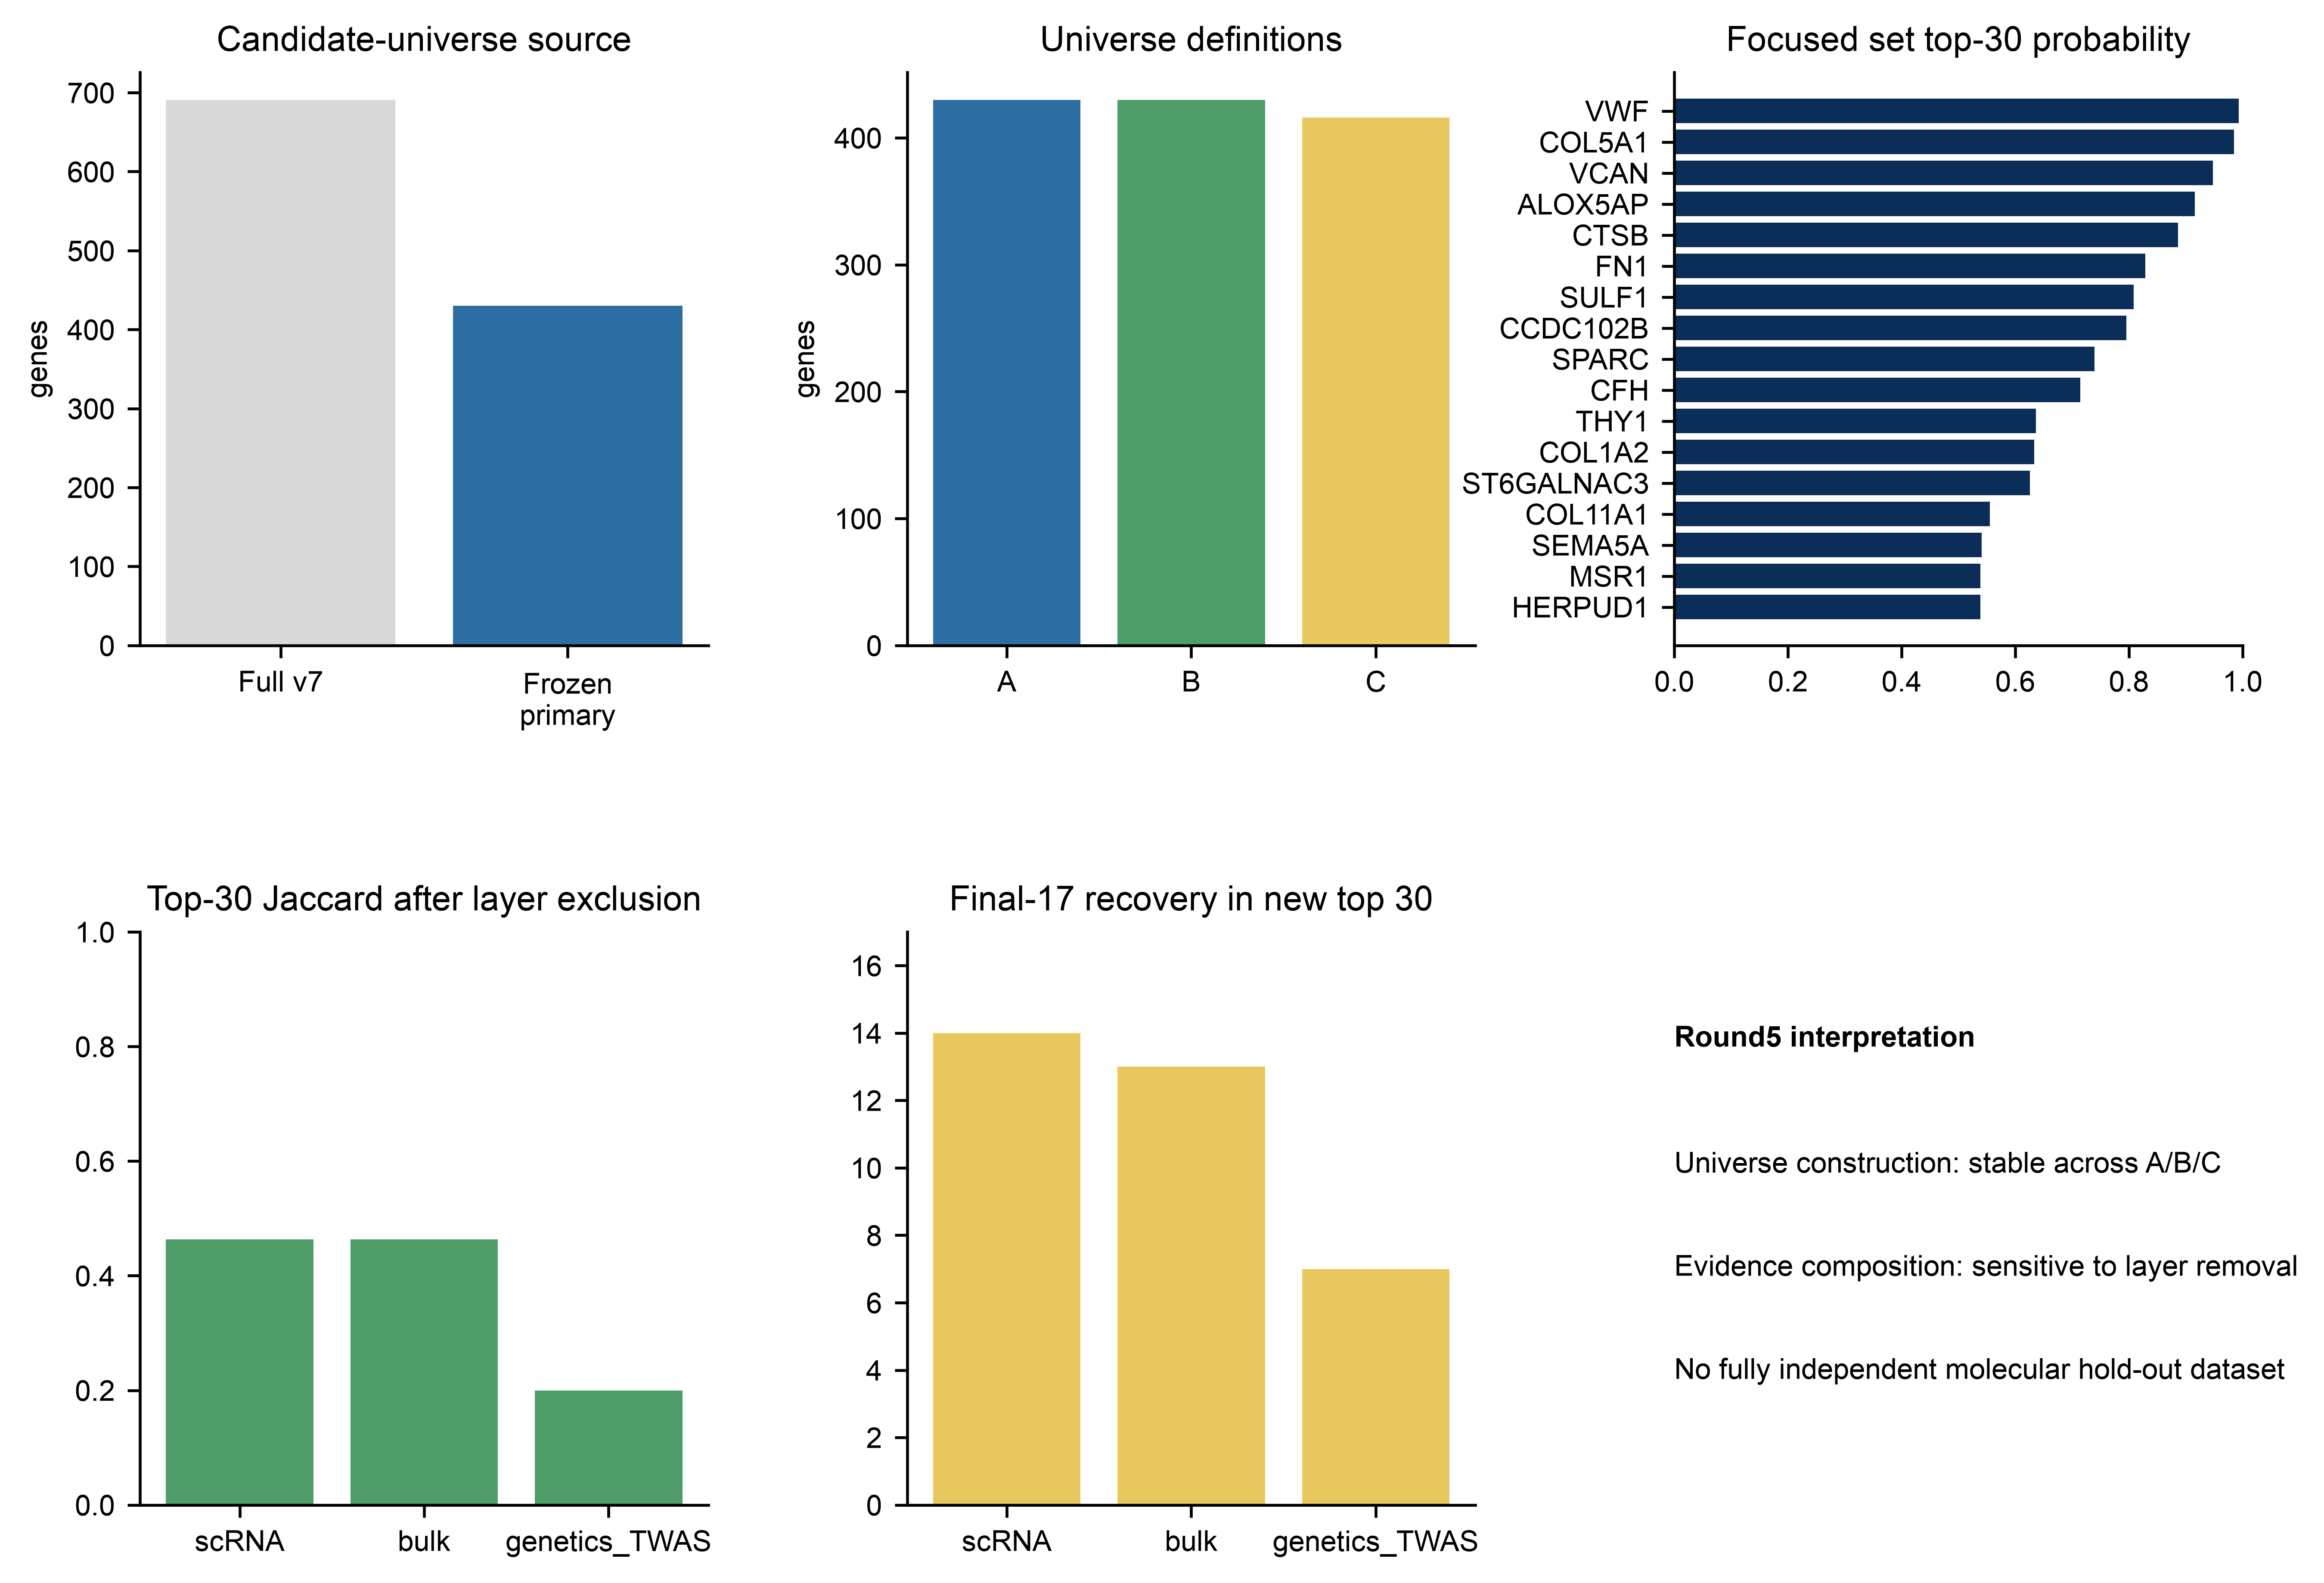 Candidate-universe source
700
600
500
400
300
200
100
0
genes
Full v7
Frozen
primary
Universe definitions
400
300
200
100
0
genes
A
B
C
Focused set top-30 probability
VWF
COL5A1
VCAN
ALOX5AP
CTSB
FN1
SULF1
CCDC102B
SPARC
CFH
THY1
COL1A2
ST6GALNAC3
COL11A1
SEMA5A
MSR1
HERPUD1
0.0 0.2 0.4 0.6 0.8 1.0
Top-30 Jaccard after layer exclusion
1.0
0.8
0.6
0.4
0.2
0.0
scRNA bulk genetics_TWAS
Final-17 recovery in new top 30
16
14
12
10
8
6
4
2
0
scRNA bulk genetics_TWAS
Round5 interpretation
Universe construction: stable across A/B/C
Evidence composition: sensitive to layer removal
No fully independent molecular hold-out dataset